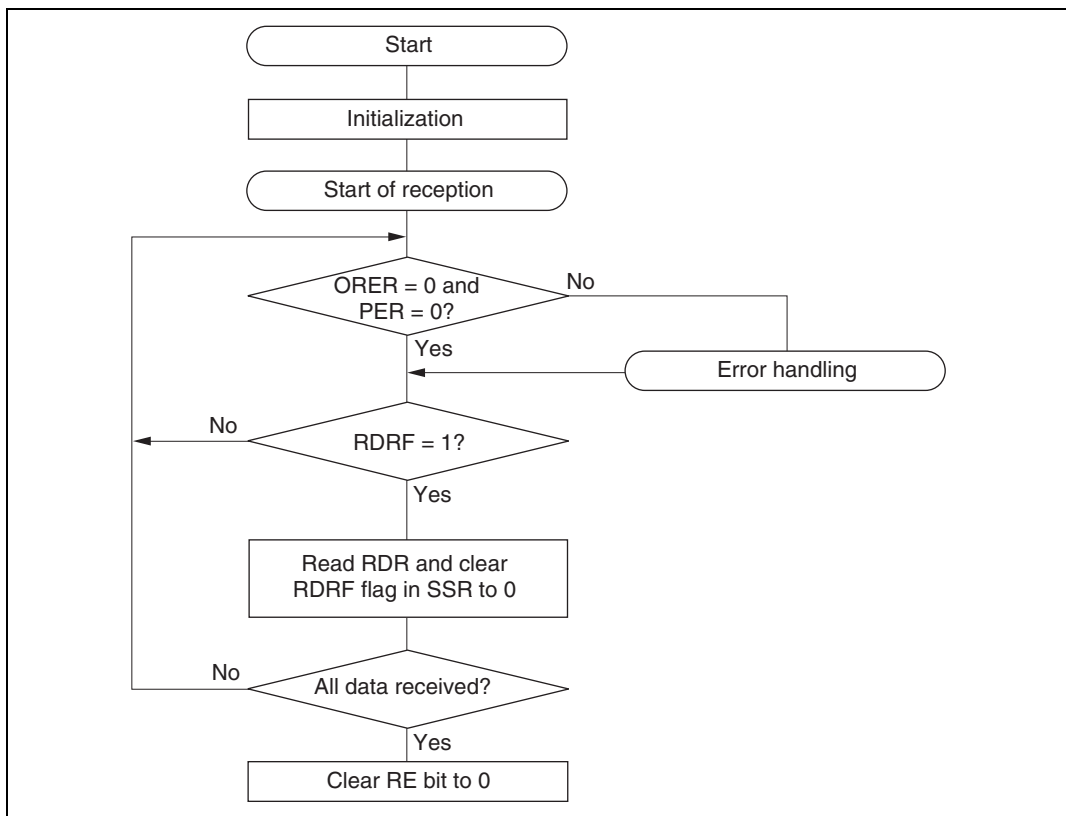 Start
Initialization
Start of reception
ORER = 0 and
PER = 0?
No
Yes
Error handling
No
RDRF = 1?
Yes
Read RDR and clear
RDRF flag in SSR to 0
No
All data received?
Yes
Clear RE bit to 0